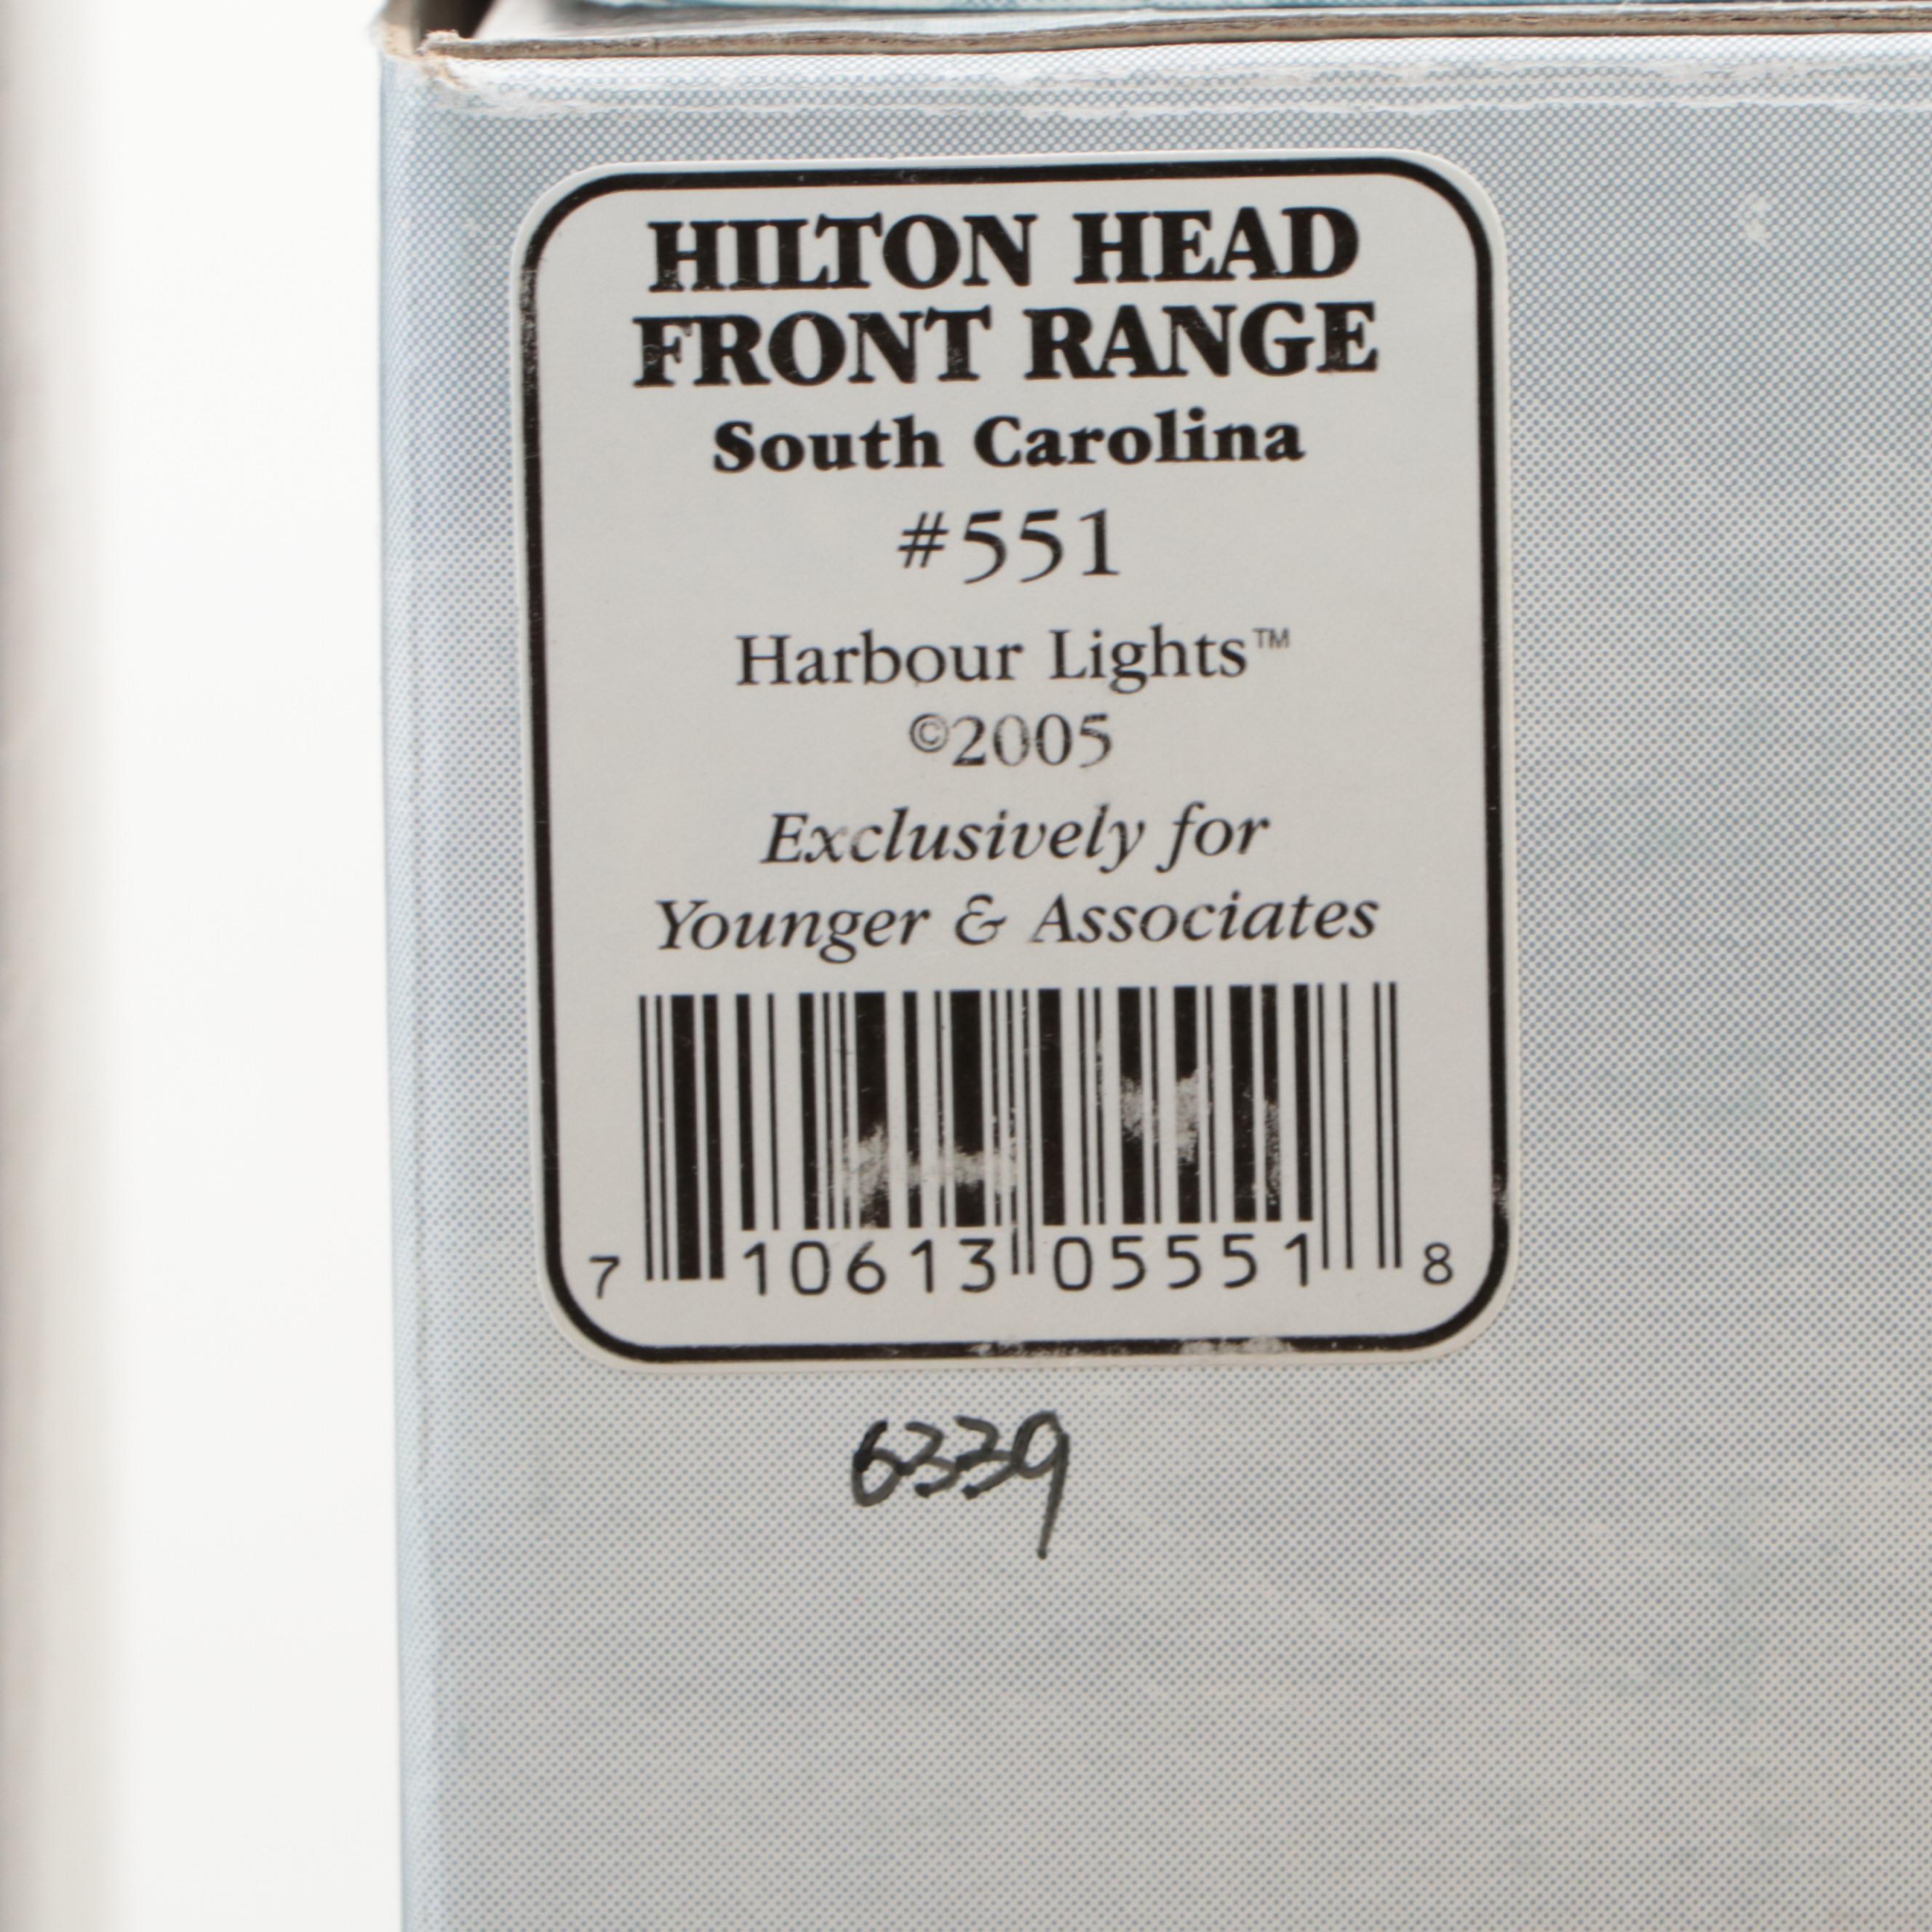 HILTON HEAD
FRONT RANGE
South Carolina
#551
Harbour Lights™
©2005
Exclusively for
Younger & Associates
7 10613 05551 8
6339